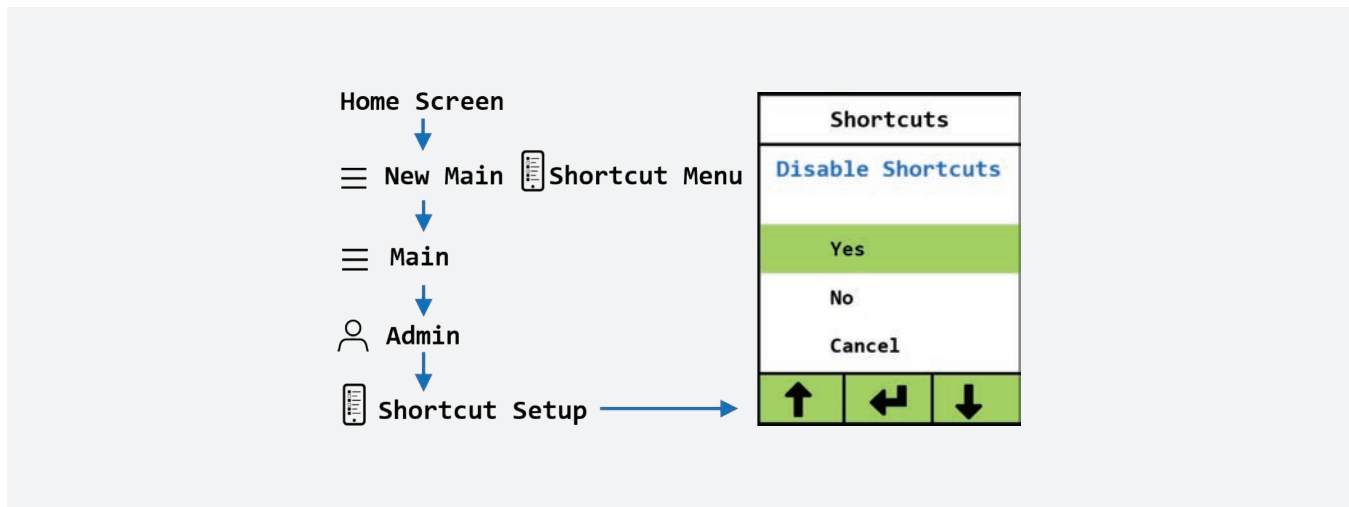 Home Screen
New Main Shortcut Menu
Main
Admin
Shortcut Setup
Shortcuts
Disable Shortcuts
Yes
No
Cancel